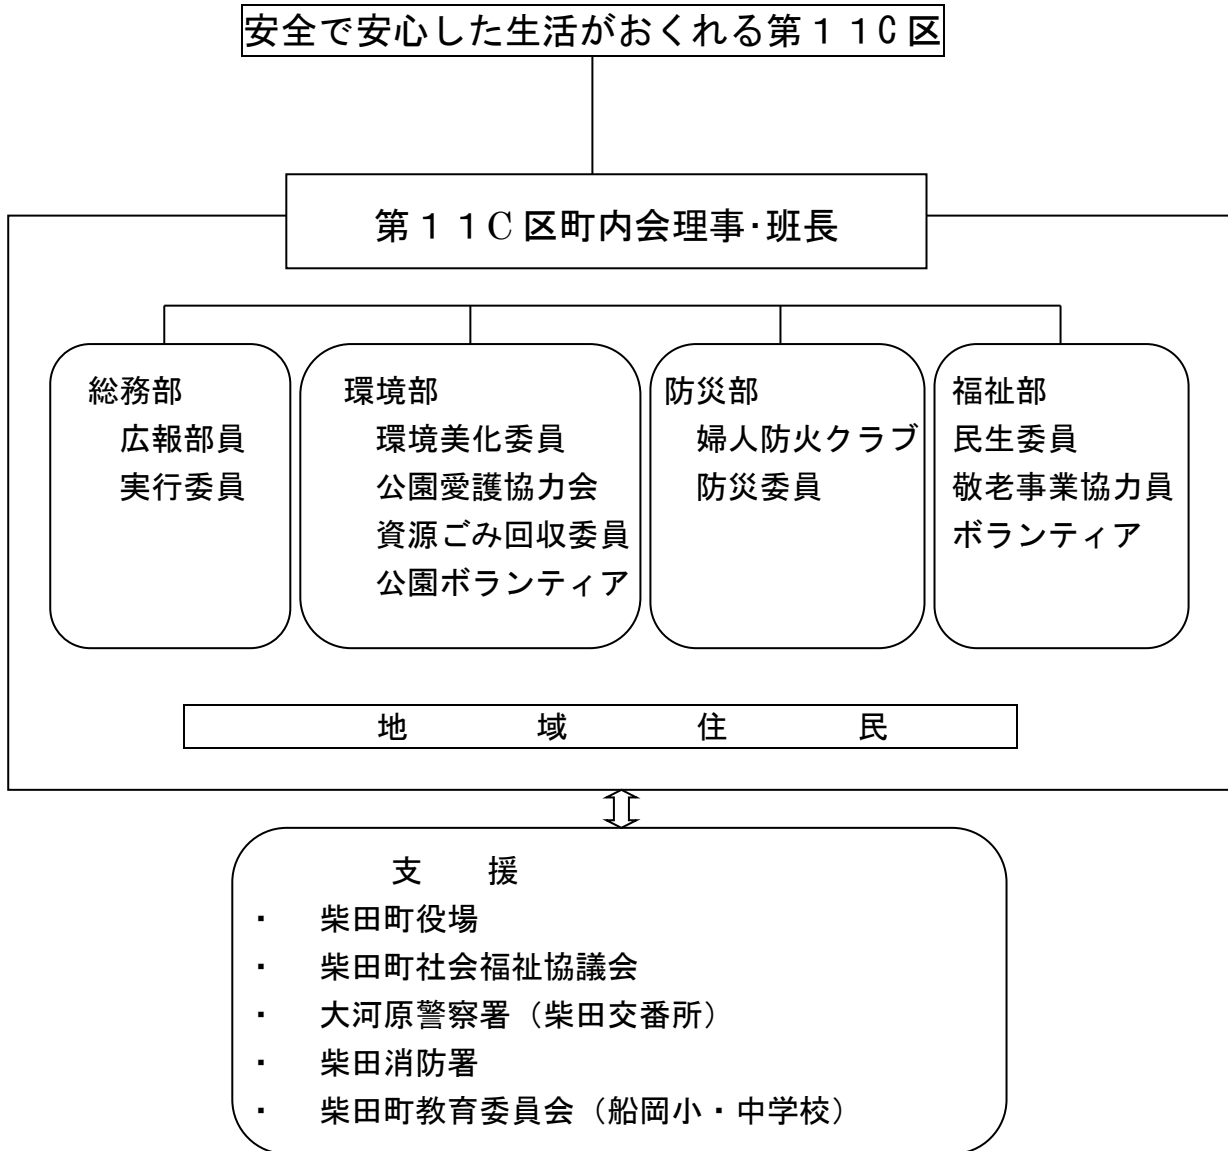 安全で安心した生活がおくれる第１１C区
第１１C区町内会理事・班長
総務部
広報部員
実行委員
環境部
環境美化委員
公園愛護協力会
資源ごみ回収委員
公園ボランティア
防災部
婦人防火クラブ
防災委員
福祉部
民生委員
敬老事業協力員
ボランティア
地　域　住　民
支　援
・　柴田町役場
・　柴田町社会福祉協議会
・　大河原警察署（柴田交番所）
・　柴田消防署
・　柴田町教育委員会（船岡小・中学校）